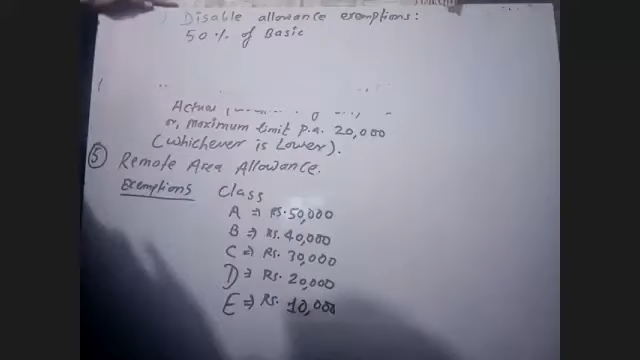 ) Disable allowance exemptions:
50% of Basic
Actual
or, maximum limit p.a. 20,000
(whichever is Lower).
5 Remote Area Allowance.
Exemptions Class
A ⇒ Rs. 50,000
B ⇒ Rs. 40,000
C ⇒ Rs. 30,000
D ⇒ Rs. 20,000
E ⇒ Rs. 10,000